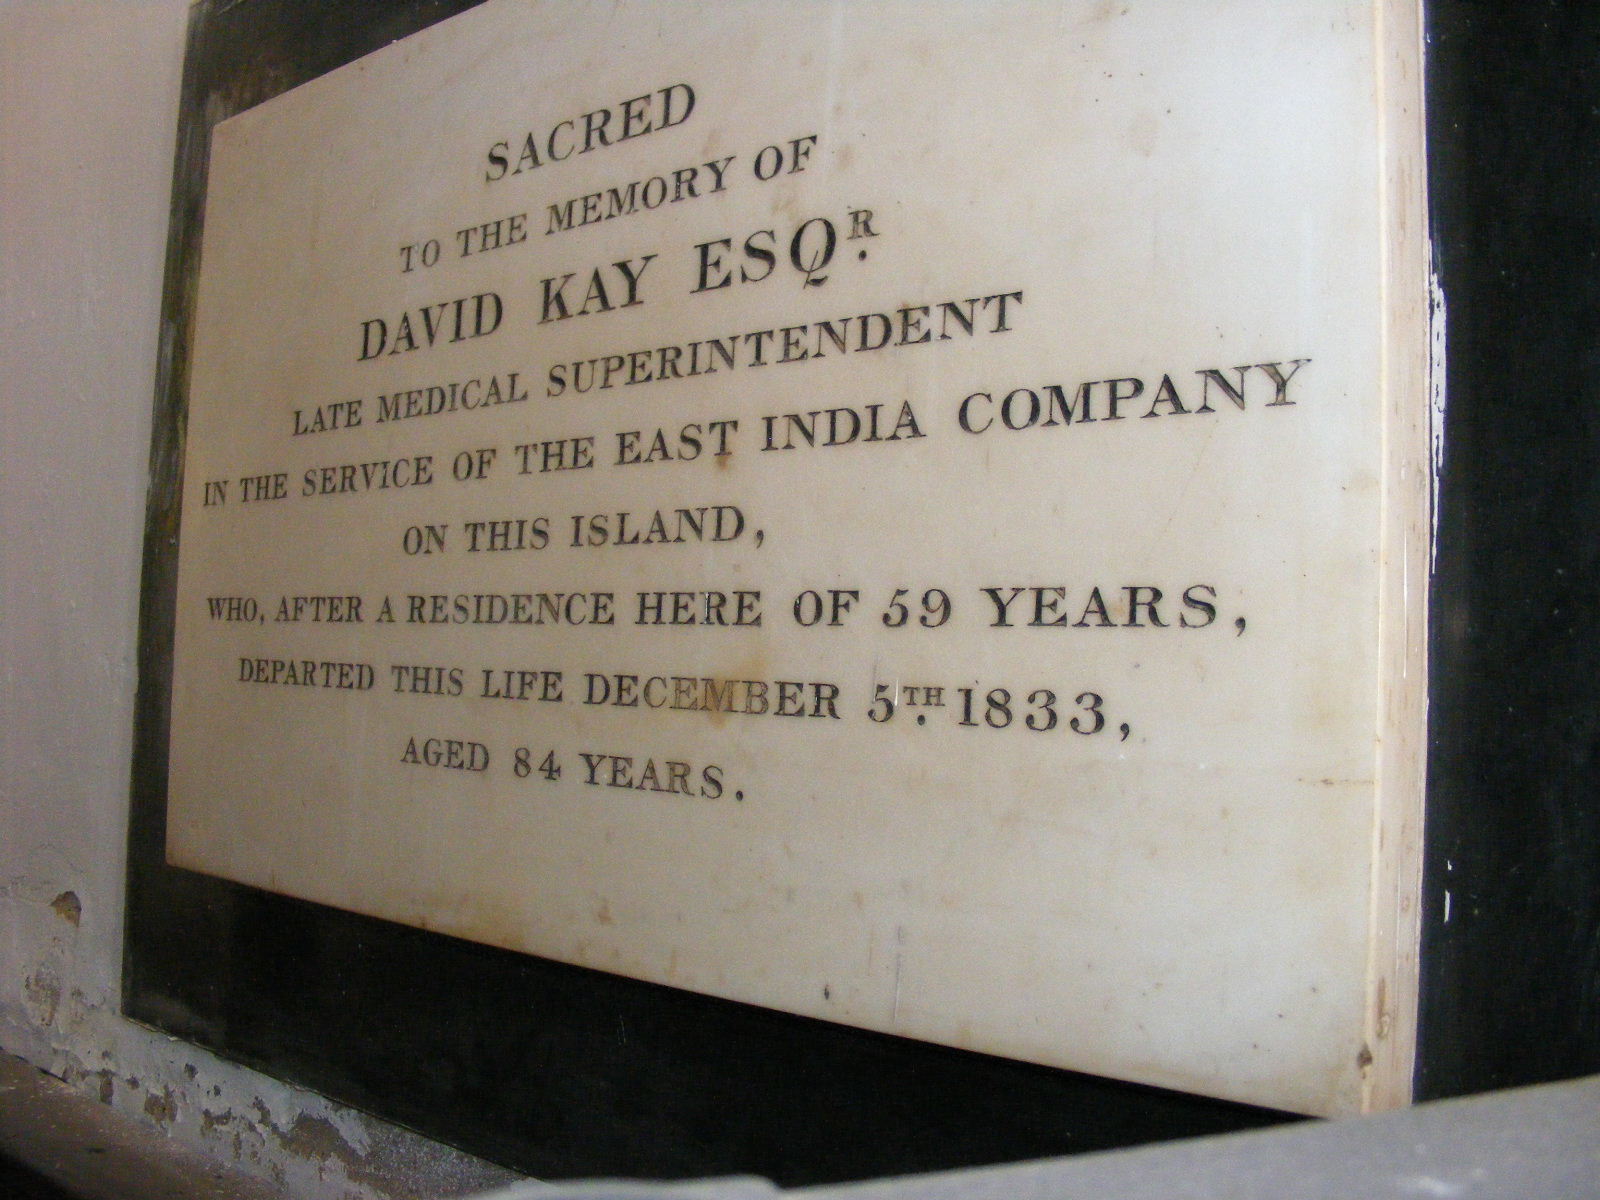 SACRED
TO THE MEMORY OF
DAVID KAY ESQR.
LATE MEDICAL SUPERINTENDENT
IN THE SERVICE OF THE EAST INDIA COMPANY
ON THIS ISLAND,
WHO, AFTER A RESIDENCE HERE OF 59 YEARS,
DEPARTED THIS LIFE DECEMBER 5TH. 1833,
AGED 84 YEARS.